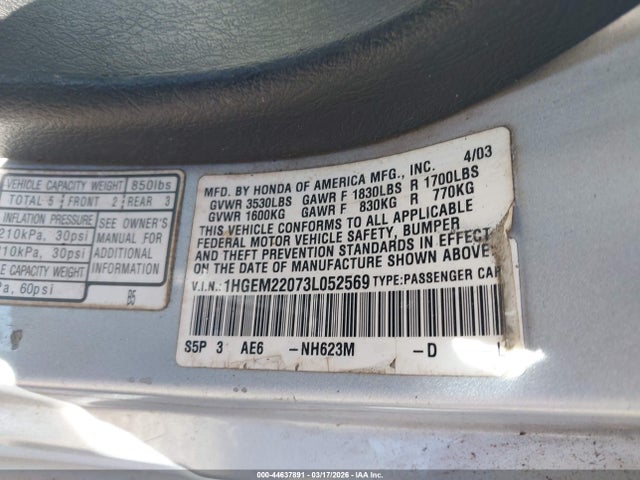 VEHICLE CAPACITY WEIGHT 850lbs
TOTAL 5 FRONT 2 REAR 3
INFLATION PRESSURE
210kPa, 30psi
210kPa, 30psi
a, 60psi
SEE OWNER'S
MANUAL FOR
ADDITIONAL
INFORMATION
B5
MFD. BY HONDA OF AMERICA MFG., INC. 4/03
GVWR 3530LBS GAWR F 1830LBS R 1700LBS
GVWR 1600KG GAWR F 830KG R 770KG
THIS VEHICLE CONFORMS TO ALL APPLICABLE
FEDERAL MOTOR VEHICLE SAFETY, BUMPER
AND THEFT PREVENTION STANDARDS IN EFFECT
ON THE DATE OF MANUFACTURE SHOWN ABOVE.
V.I.N.: 1HGEM22073L052569 TYPE:PASSENGER CAR
S5P 3 AE6 -NH623M -D
000-44637891 - 03/17/2026 - IAAI, Inc.